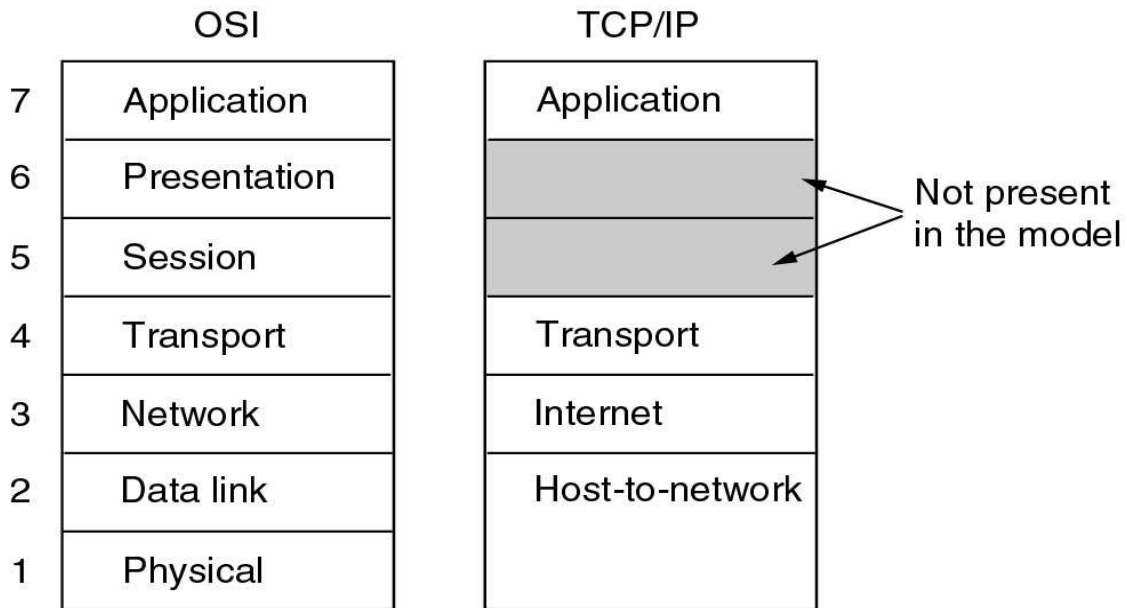 OSI TCP/IP
7 Application Application
6 Presentation
Not present
in the model
5 Session
4 Transport Transport
3 Network Internet
2 Data link Host-to-network
1 Physical